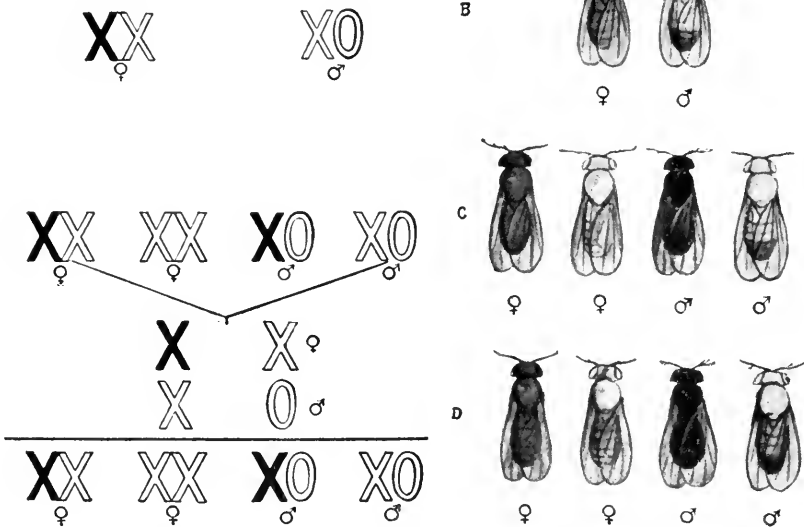 XX XO
♀ ♂
B
♀ ♂
C
XX XX XO XO
♀ ♀ ♂ ♂
♀ ♀ ♂ ♂
X X ♀
X O ♂
D
XX XX XO XO
♀ ♀ ♂ ♂
♀ ♀ ♂ ♂